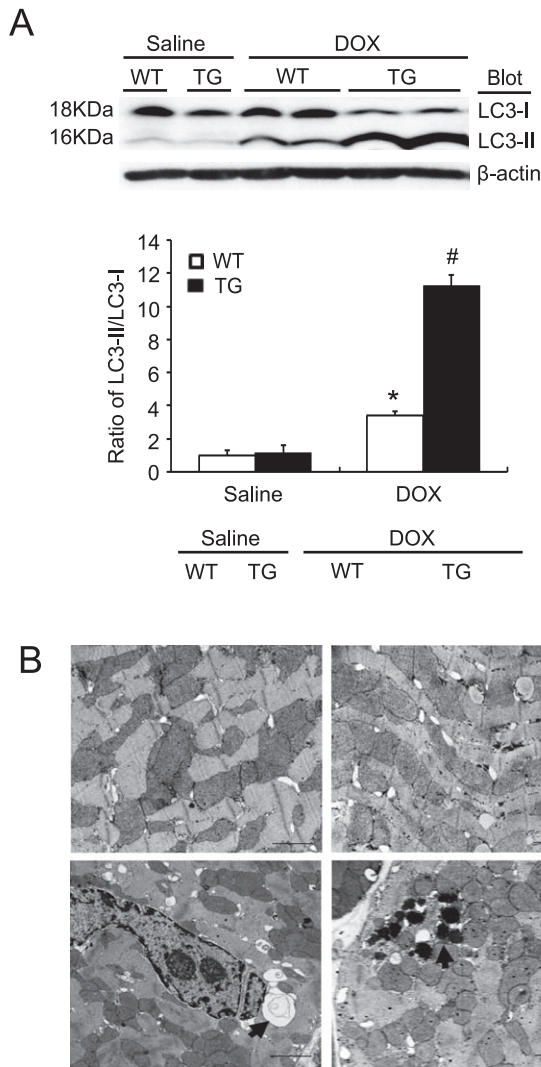 A
Saline DOX
WT TG WT TG Blot
18KDa LC3-I
16KDa LC3-II
β-actin
14
12
10
8
6
4
2
0
Ratio of LC3-II/LC3-I
WT
TG
*
#
Saline DOX
Saline DOX
WT TG WT TG
B